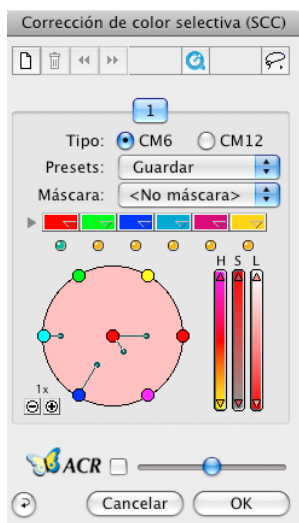 Corrección de color selectiva (SCC)
1
Tipo: CM6 CM12
Presets: Guardar
Máscara: <No máscara>
H S L
1x
ACR
Cancelar OK